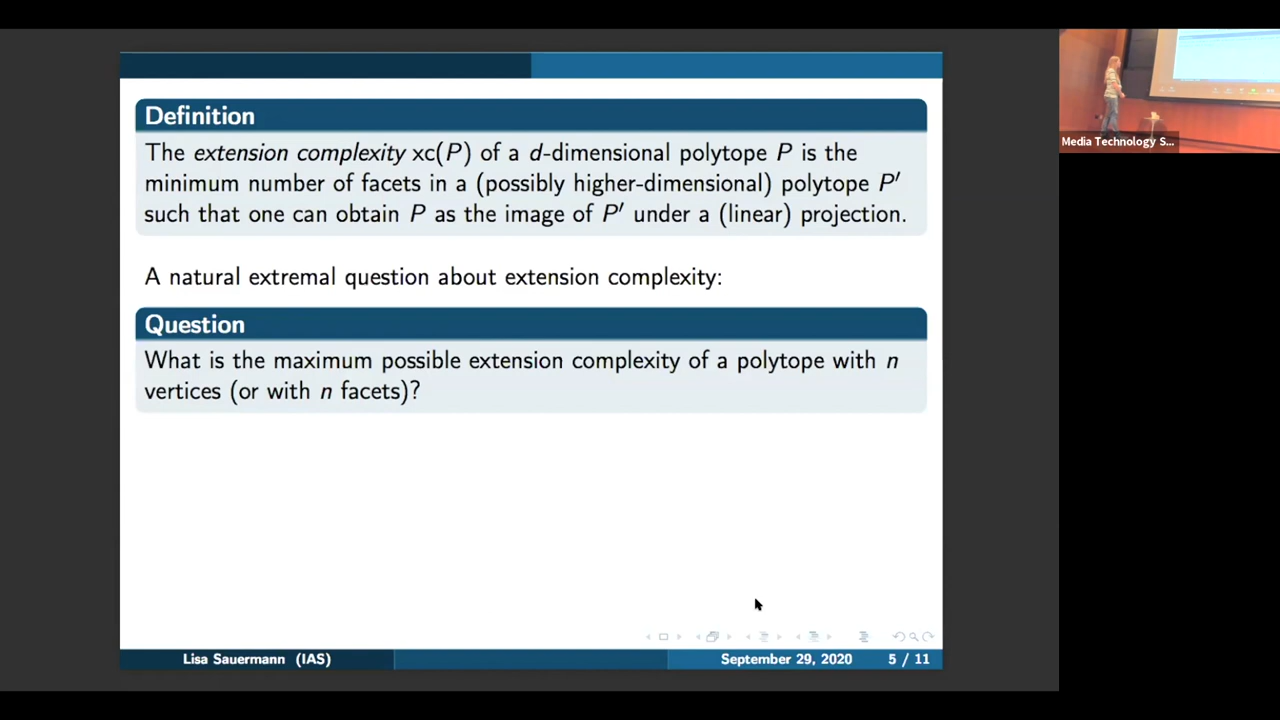 Definition
The extension complexity xc(P) of a d-dimensional polytope P is the
minimum number of facets in a (possibly higher-dimensional) polytope P′
such that one can obtain P as the image of P′ under a (linear) projection.
A natural extremal question about extension complexity:
Question
What is the maximum possible extension complexity of a polytope with n
vertices (or with n facets)?
Lisa Sauermann (IAS)
September 29, 2020
5 / 11
Media Technology S...